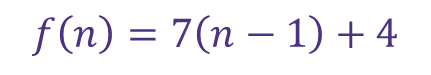 f(n) = 7(n − 1) + 4